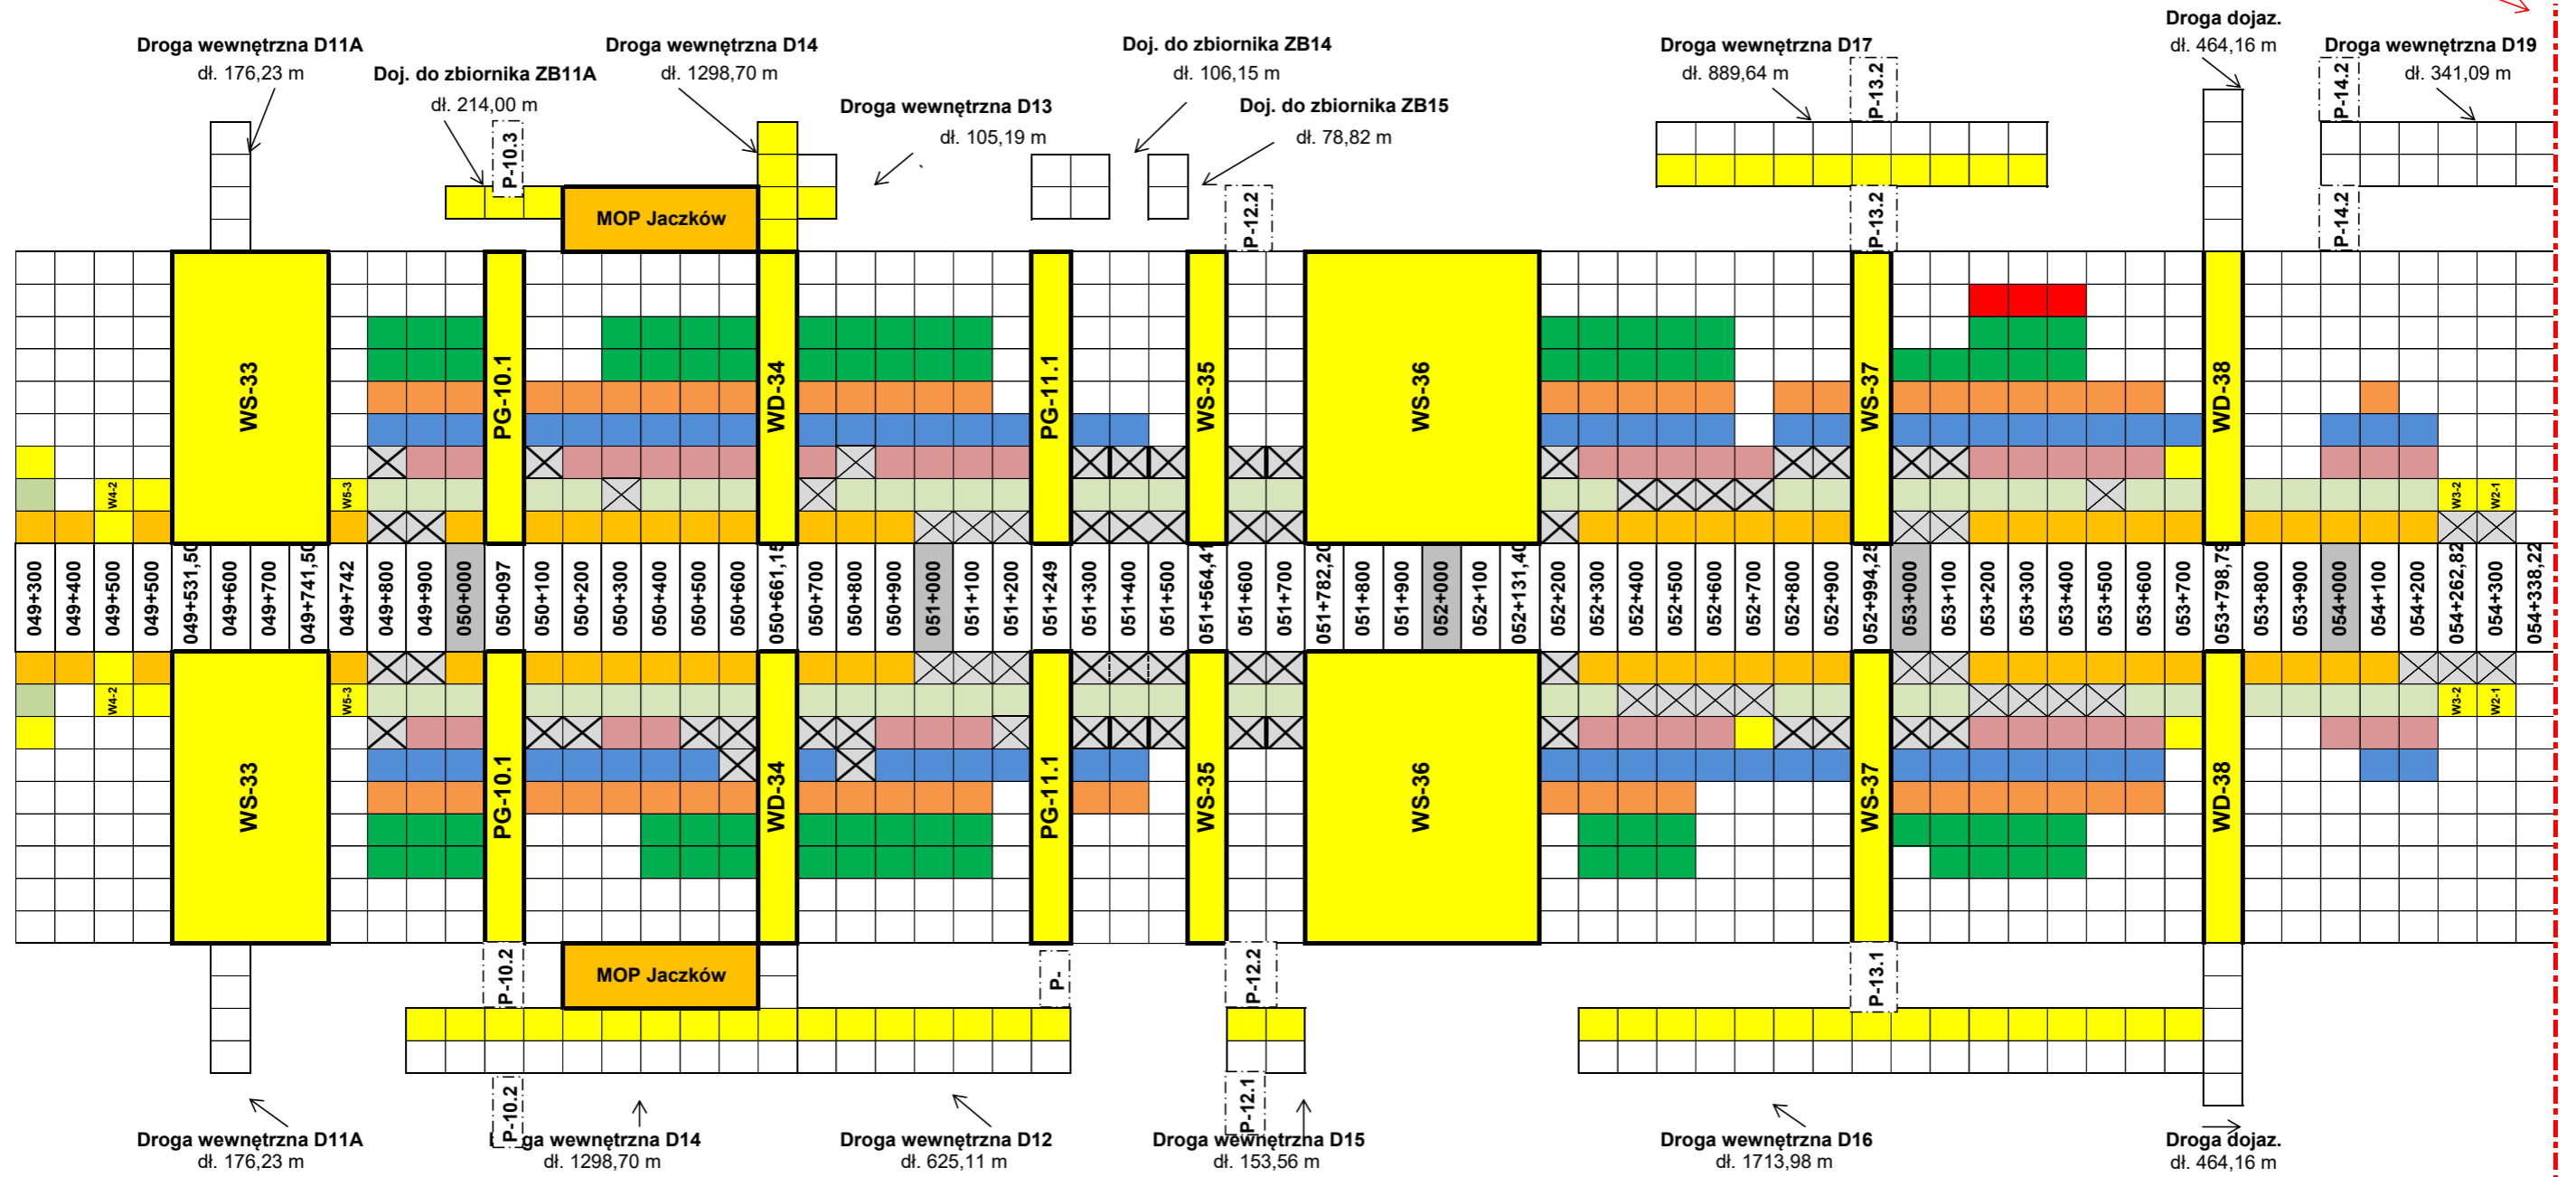 Droga wewnętrzna D11A
dł. 176,23 m
Doj. do zbiornika ZB11A
dł. 214,00 m
Droga wewnętrzna D14
dł. 1298,70 m
Droga wewnętrzna D13
dł. 105,19 m
Doj. do zbiornika ZB14
dł. 106,15 m
Doj. do zbiornika ZB15
dł. 78,82 m
Droga wewnętrzna D17
dł. 889,64 m
Droga dojaz.
dł. 464,16 m
Droga wewnętrzna D19
dł. 341,09 m
P-10.3
P-12.2
P-13.2
P-13.2
P-14.2
P-14.2
MOP Jaczków
WS-33
PG-10.1
WD-34
PG-11.1
WS-35
WS-36
WS-37
WD-38
W4-2
W5-3
W3-2
W2-1
049+300
049+400
049+500
049+500
049+531,50
049+600
049+700
049+741,50
049+742
049+800
049+900
050+000
050+097
050+100
050+200
050+300
050+400
050+500
050+600
050+661,15
050+700
050+800
050+900
051+000
051+100
051+200
051+249
051+300
051+400
051+500
051+564,41
051+600
051+700
051+782,20
051+800
051+900
052+000
052+100
052+131,40
052+200
052+300
052+400
052+500
052+600
052+700
052+800
052+900
052+994,25
053+000
053+100
053+200
053+300
053+400
053+500
053+600
053+700
053+798,79
053+800
053+900
054+000
054+100
054+200
054+262,82
054+300
054+338,22
W4-2
W5-3
W3-2
W2-1
WS-33
PG-10.1
WD-34
PG-11.1
WS-35
WS-36
WS-37
WD-38
P-10.2
MOP Jaczków
P-
P-12.2
P-13.1
P-10.2
P-12.1
Droga wewnętrzna D11A
dł. 176,23 m
ga wewnętrzna D14
dł. 1298,70 m
Droga wewnętrzna D12
dł. 625,11 m
Droga wewnętrzna D15
dł. 153,56 m
Droga wewnętrzna D16
dł. 1713,98 m
Droga dojaz.
dł. 464,16 m